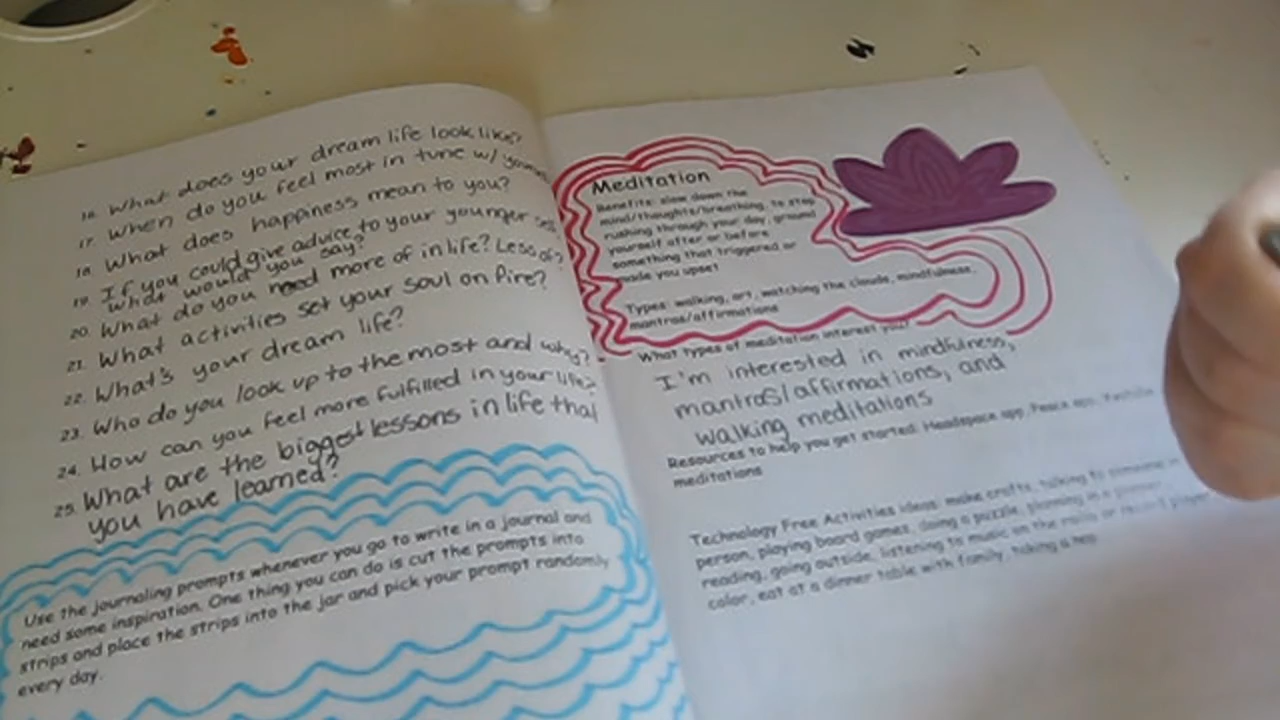 16. What does your dream life look like?
17. When do you feel most in tune w/
18. What does happiness mean to you?
19. If you could give advice to your younger self
what would you say?
20. What do you need more of in life? Less of?
21. What activities set your soul on fire?
22. What's your dream life?
23. Who do you look up to the most and why?
24. How can you feel more fulfilled in your life?
25. What are the biggest lessons in life that
you have learned?
Use the journaling prompts whenever you go to write in a journal and
need some inspiration. One thing you can do is cut the prompts into
strips and place the strips into the jar and pick your prompt randomly
every day.
Meditation
Benefits: slow down the
mind/thoughts/breathing, to stop
rushing through your day, ground
yourself after or before
something that triggered or
made you upset
Types: walking, art, watching the clouds, mindfulness,
mantras/affirmations
What types of meditation interest you?
I'm interested in mindfulness,
mantras/affirmations, and
walking meditations
Resources to help you get started: Headspace app, Peace app, Youtube
meditations
Technology Free Activities Ideas: make crafts, talking to someone in
person, playing board games, doing a puzzle, planning in a planner,
reading, going outside, listening to music on the radio or record player,
color, eat at a dinner table with family, taking a nap